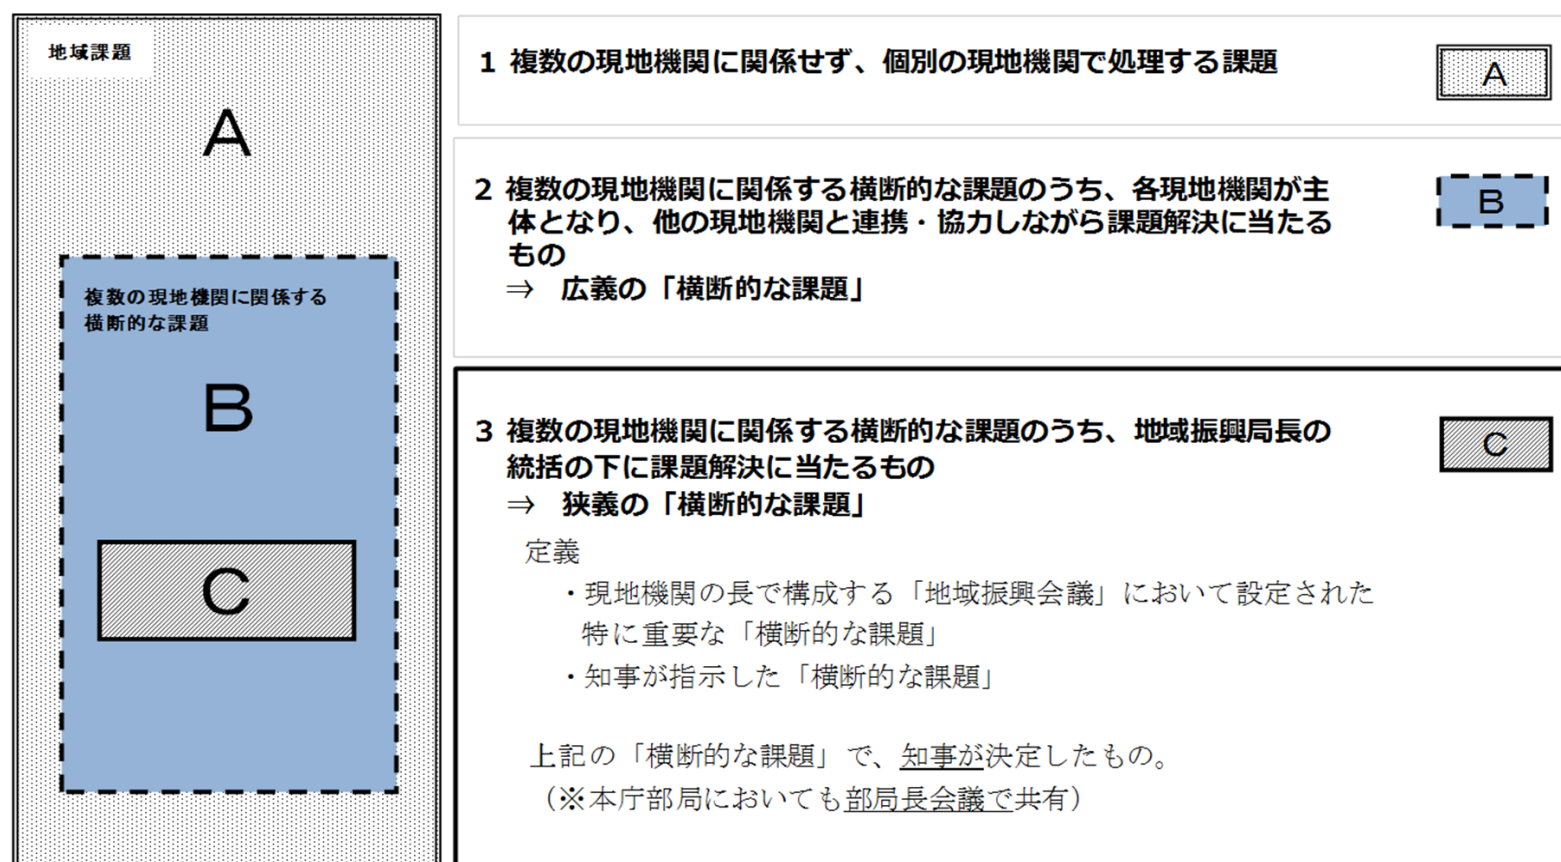 地域課題
A
複数の現地機関に関係する
横断的な課題
B
C
1 複数の現地機関に関係せず、個別の現地機関で処理する課題
A
2 複数の現地機関に関係する横断的な課題のうち、各現地機関が主
体となり、他の現地機関と連携・協力しながら課題解決に当たる
もの
⇒ 広義の「横断的な課題」
B
3 複数の現地機関に関係する横断的な課題のうち、地域振興局長の
統括の下に課題解決に当たるもの
⇒ 狭義の「横断的な課題」
C
定義
・現地機関の長で構成する「地域振興会議」において設定された
特に重要な「横断的な課題」
・知事が指示した「横断的な課題」
上記の「横断的な課題」で、知事が決定したもの。
（※本庁部局においても部局長会議で共有）